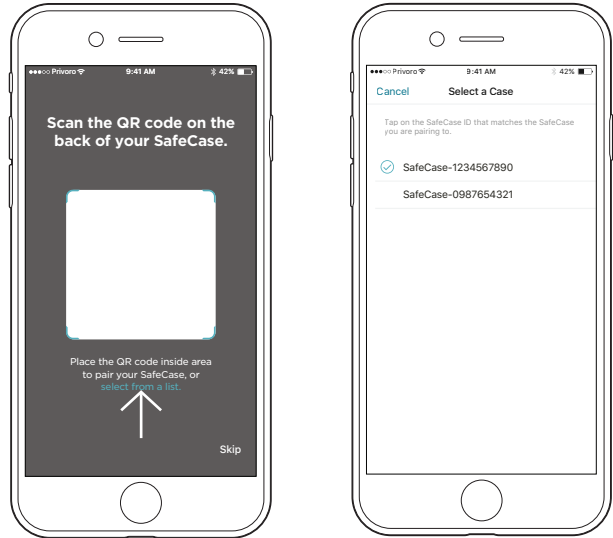 Privoro
9:41 AM
42%
Scan the QR code on the
back of your SafeCase.
Place the QR code inside area
to pair your SafeCase, or
select from a list.
Skip
Privoro
9:41 AM
42%
Cancel
Select a Case
Tap on the SafeCase ID that matches the SafeCase
you are pairing to.
SafeCase-1234567890
SafeCase-0987654321